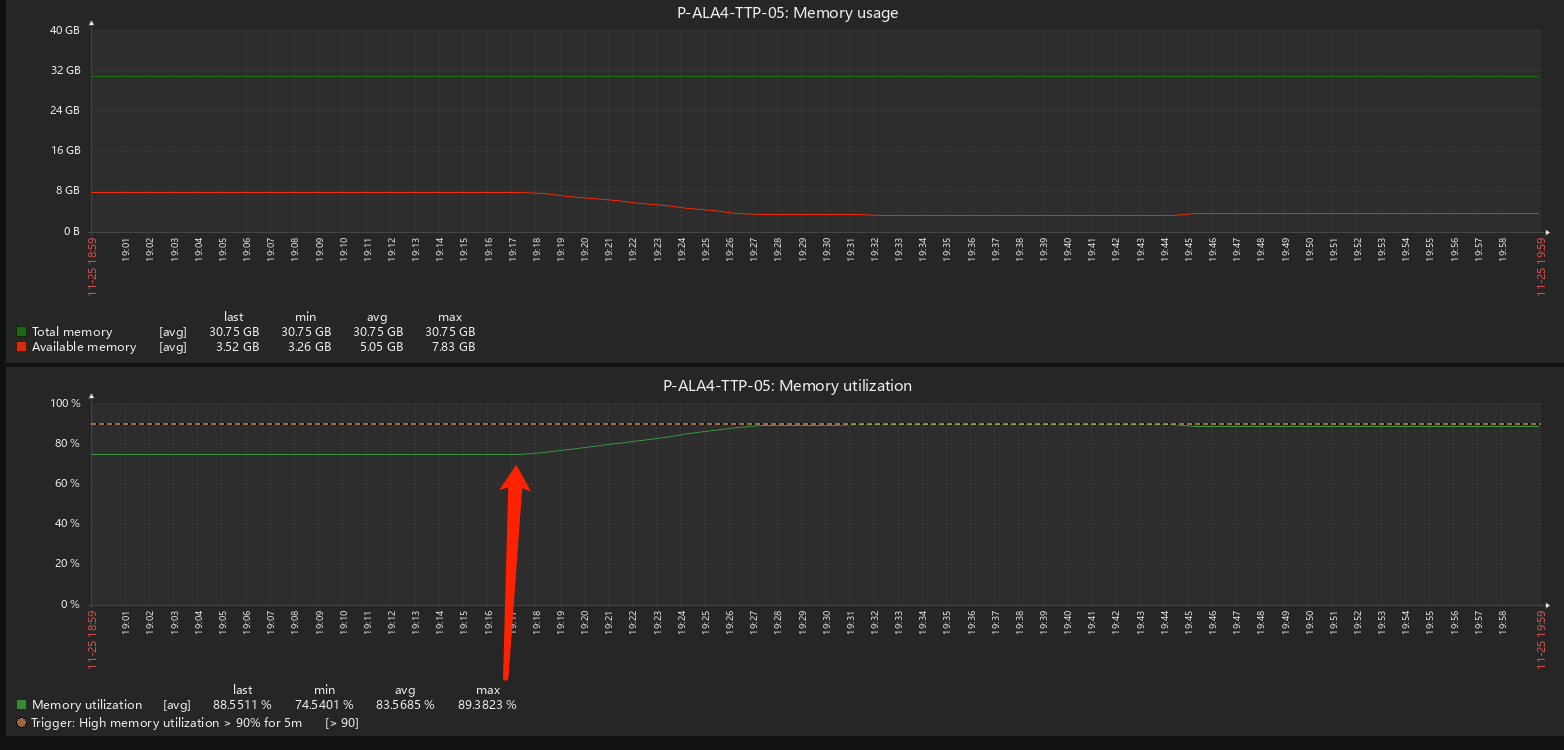 P-ALA4-TTP-05: Memory usage
40 GB
32 GB
24 GB
16 GB
8 GB
0 B
11-25 18:59 19:01 19:02 19:03 19:04 19:05 19:06 19:07 19:08 19:09 19:10 19:11 19:12 19:13 19:14 19:15 19:16 19:17 19:18 19:19 19:20 19:21 19:22 19:23 19:24 19:25 19:26 19:27 19:28 19:29 19:30 19:31 19:32 19:33 19:34 19:35 19:36 19:37 19:38 19:39 19:40 19:41 19:42 19:43 19:44 19:45 19:46 19:47 19:48 19:49 19:50 19:51 19:52 19:53 19:54 19:55 19:56 19:57 19:58 11-25 19:59
last min avg max
Total memory [avg] 30.75 GB 30.75 GB 30.75 GB 30.75 GB
Available memory [avg] 3.52 GB 3.26 GB 5.05 GB 7.83 GB
P-ALA4-TTP-05: Memory utilization
100 %
80 %
60 %
40 %
20 %
0 %
11-25 18:59 19:01 19:02 19:03 19:04 19:05 19:06 19:07 19:08 19:09 19:10 19:11 19:12 19:13 19:14 19:15 19:16 19:18 19:19 19:20 19:21 19:22 19:23 19:24 19:25 19:26 19:27 19:28 19:29 19:30 19:31 19:32 19:33 19:34 19:35 19:36 19:37 19:38 19:39 19:40 19:41 19:42 19:43 19:44 19:45 19:46 19:47 19:48 19:49 19:50 19:51 19:52 19:53 19:54 19:55 19:56 19:57 19:58 11-25 19:59
last min avg max
Memory utilization [avg] 88.5511 % 74.5401 % 83.5685 % 89.3823 %
Trigger: High memory utilization > 90% for 5m [> 90]